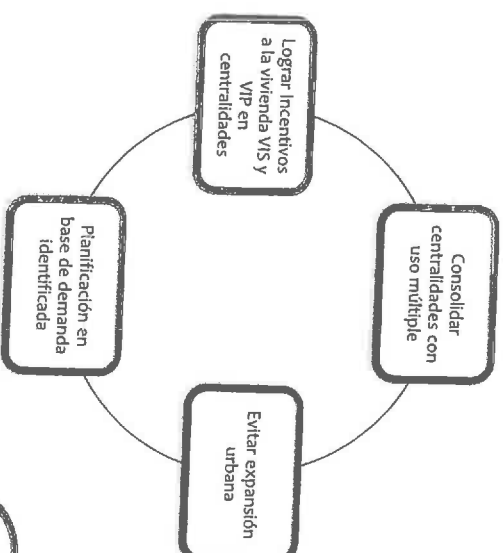 Consolidar
centralidades con
uso múltiple
Evitar expansión
urbana
Planificación en
base de demanda
identificada
Lograr Incentivos
a la vivienda VIS y
VIP en
centralidades